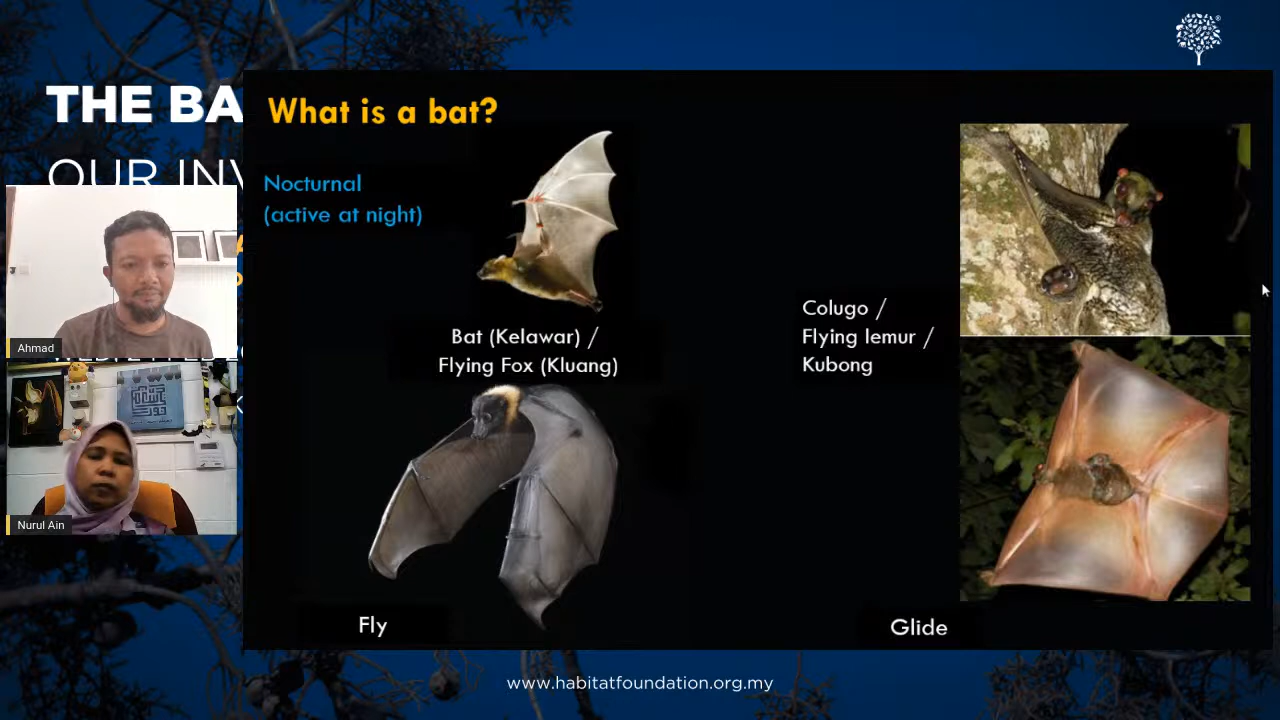 THE BA
OUR INV
What is a bat?
Nocturnal
(active at night)
Bat (Kelawar) /
Flying Fox (Kluang)
Colugo /
Flying lemur /
Kubong
Fly
Glide
Ahmad
Nurul Ain
www.habitatfoundation.org.my